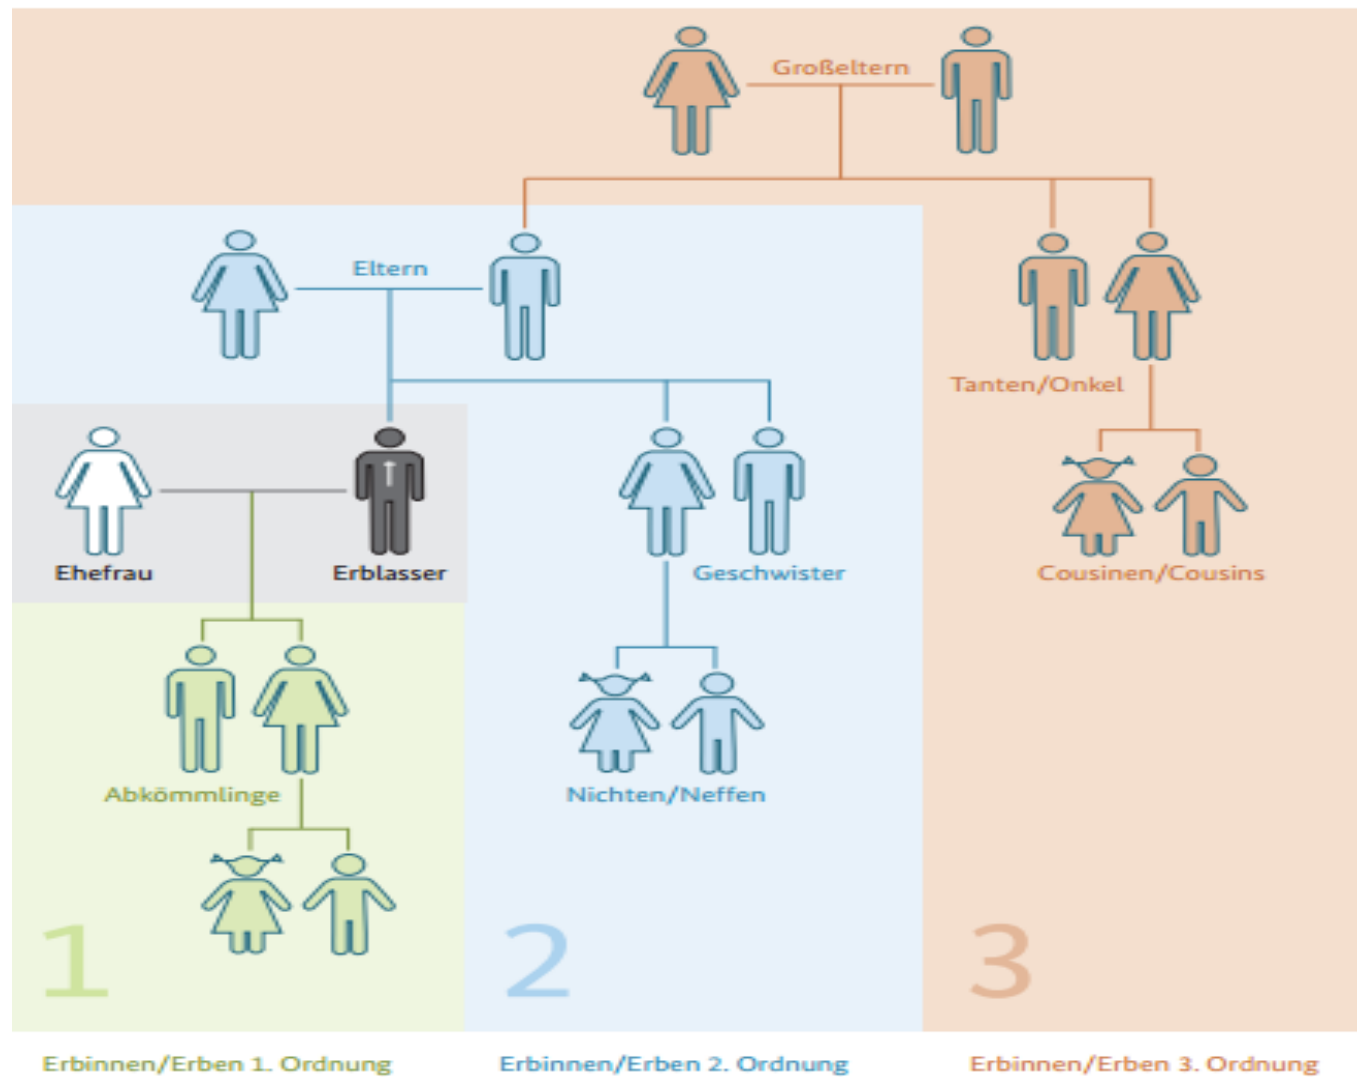 Großeltern
Eltern
Tanten/Onkel
Ehefrau
Erblasser
Geschwister
Cousinen/Cousins
Abkömmlinge
Nichten/Neffen
1
2
3
Erbinnen/Erben 1. Ordnung
Erbinnen/Erben 2. Ordnung
Erbinnen/Erben 3. Ordnung